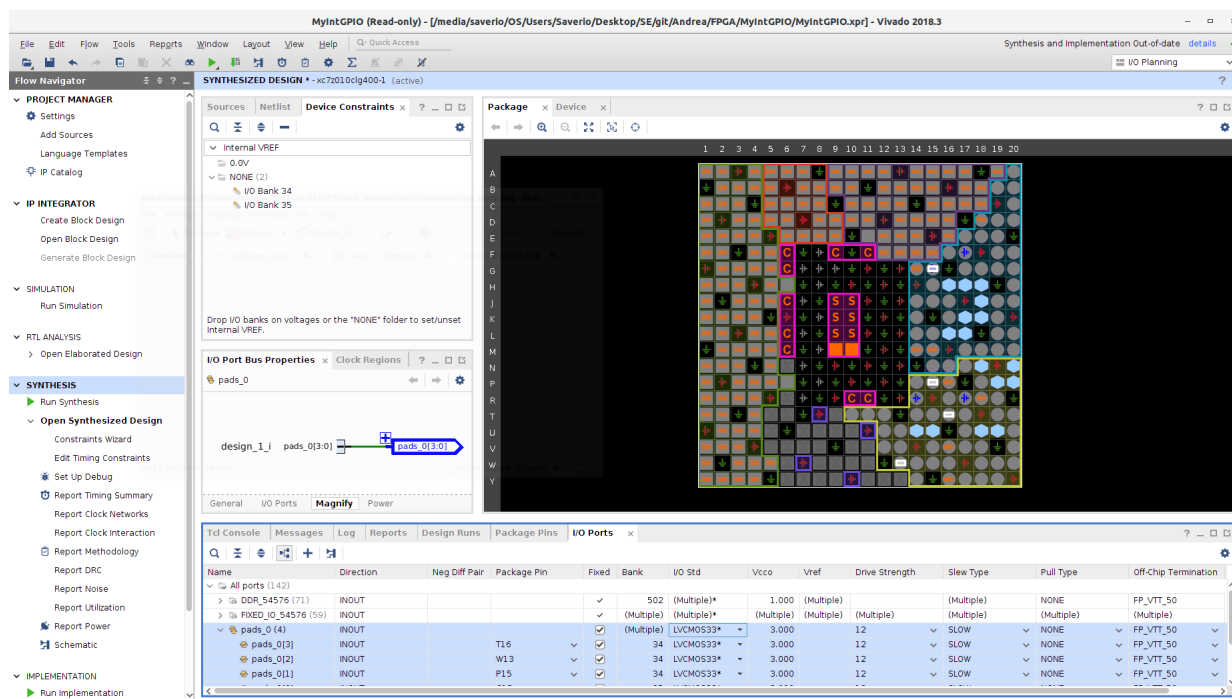 MyIntGPIO (Read-only) - [/media/saverio/OS/Users/Saverio/Desktop/SE/git/Andrea/FPGA/MyIntGPIO/MyIntGPIO.xpr] - Vivado 2018.3
File Edit Flow Tools Reports Window Layout View Help Q- Quick Access
Synthesis and Implementation Out-of-date details
I/O Planning
Flow Navigator
SYNTHESIZED DESIGN * - xc7z010clg400-1 (active)
PROJECT MANAGER
Settings
Add Sources
Language Templates
IP Catalog
IP INTEGRATOR
Create Block Design
Open Block Design
Generate Block Design
SIMULATION
Run Simulation
RTL ANALYSIS
Open Elaborated Design
SYNTHESIS
Run Synthesis
Open Synthesized Design
Constraints Wizard
Edit Timing Constraints
Set Up Debug
Report Timing Summary
Report Clock Networks
Report Clock Interaction
Report Methodology
Report DRC
Report Noise
Report Utilization
Report Power
Schematic
IMPLEMENTATION
Run Implementation
Sources Netlist Device Constraints
Internal VREF
0.0V
NONE (2)
I/O Bank 34
I/O Bank 35
Drop I/O banks on voltages or the "NONE" folder to set/unset
Internal VREF.
I/O Port Bus Properties Clock Regions
pads_0
design_1_i pads_0[3:0] pads_0[3:0]
General I/O Ports Magnify Power
Package Device
1 2 3 4 5 6 7 8 9 10 11 12 13 14 15 16 17 18 19 20
A
B
C
D
E
F C C C
G C
H
J C S S
K S S
L C S S
M C
N
P
R C C
T
U
V
W
Y
Tcl Console Messages Log Reports Design Runs Package Pins I/O Ports
Name Direction Neg Diff Pair Package Pin Fixed Bank I/O Std Vcco Vref Drive Strength Slew Type Pull Type Off-Chip Termination
All ports (142)
DDR_54576 (71) INOUT 502 (Multiple)* 1.000 (Multiple) (Multiple) NONE FP_VTT_50
FIXED_IO_54576 (59) INOUT (Multiple) (Multiple)* (Multiple) (Multiple) (Multiple) (Multiple) NONE FP_VTT_50
pads_0 (4) INOUT (Multiple) LVCMOS33* 3.000 12 SLOW NONE FP_VTT_50
pads_0[3] INOUT T16 34 LVCMOS33* 3.000 12 SLOW NONE FP_VTT_50
pads_0[2] INOUT W13 34 LVCMOS33* 3.000 12 SLOW NONE FP_VTT_50
pads_0[1] INOUT P15 34 LVCMOS33* 3.000 12 SLOW NONE FP_VTT_50